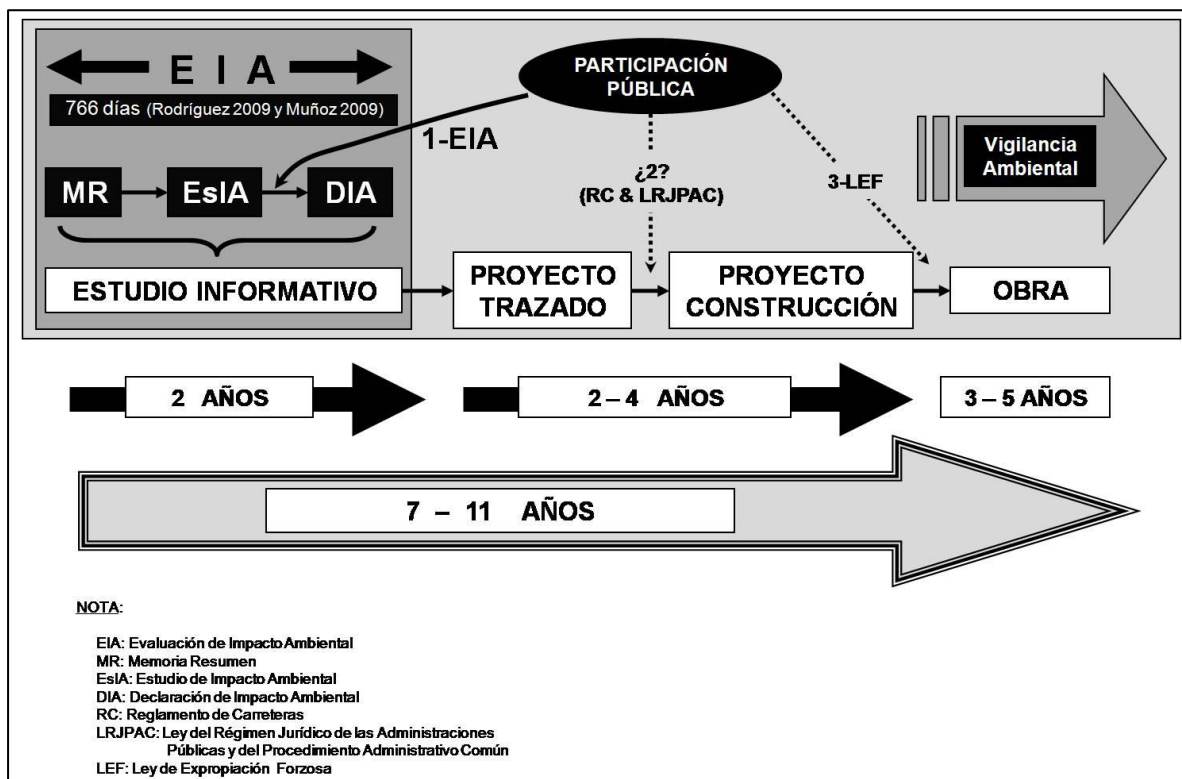 E I A
766 días (Rodríguez 2009 y Muñoz 2009)
PARTICIPACIÓN
PÚBLICA
1-EIA
¿2?
(RC & LRJPAC)
3-LEF
Vigilancia
Ambiental
MR
EsIA
DIA
ESTUDIO INFORMATIVO
PROYECTO
TRAZADO
PROYECTO
CONSTRUCCIÓN
OBRA
2 AÑOS
2 – 4 AÑOS
3 – 5 AÑOS
7 – 11 AÑOS
NOTA:
EIA: Evaluación de Impacto Ambiental
MR: Memoria Resumen
EsIA: Estudio de Impacto Ambiental
DIA: Declaración de Impacto Ambiental
RC: Reglamento de Carreteras
LRJPAC: Ley del Régimen Jurídico de las Administraciones
Públicas y del Procedimiento Administrativo Común
LEF: Ley de Expropiación Forzosa